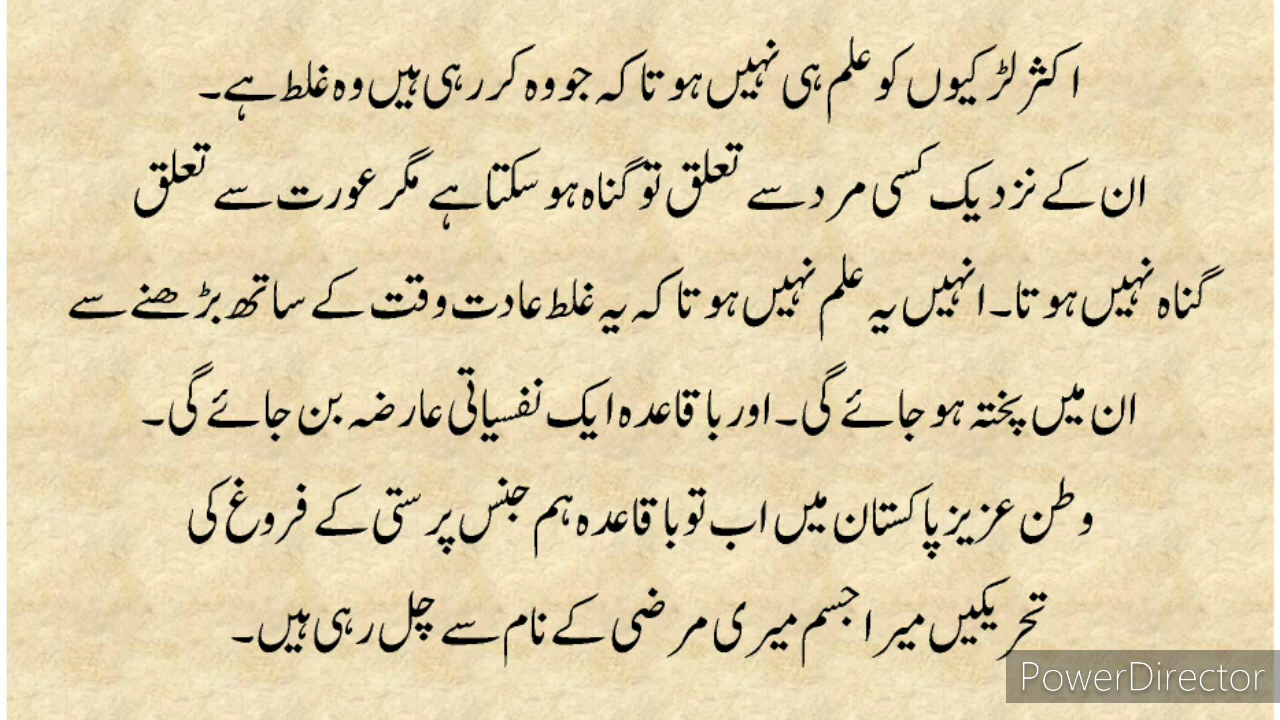 اکثر لڑکیوں کو علم ہی نہیں ہوتا کہ جو وہ کر رہی ہیں وہ غلط ہے۔
ان کے نزدیک کسی مرد سے تعلق تو گناہ ہو سکتا ہے مگر عورت سے تعلق
گناہ نہیں ہوتا۔ انہیں یہ علم نہیں ہوتا کہ یہ غلط عادت وقت کے ساتھ بڑھنے سے
ان میں پختہ ہو جائے گی۔ اور باقاعدہ ایک نفسیاتی عارضہ بن جائے گی۔
وطن عزیز پاکستان میں اب تو باقاعدہ ہم جنس پرستی کے فروغ کی
تحریکیں میرا جسم میری مرضی کے نام سے چل رہی ہیں۔
PowerDirector